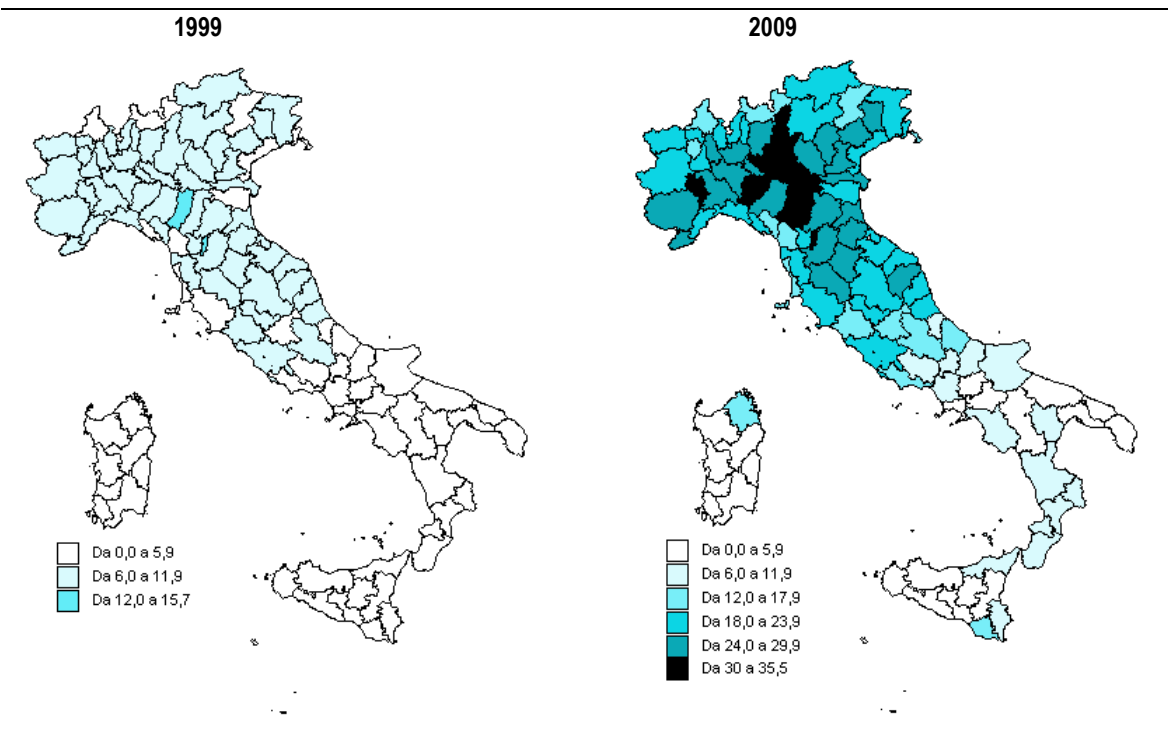 1999
2009
Da 0,0 a 5,9
Da 6,0 a 11,9
Da 12,0 a 15,7
Da 0,0 a 5,9
Da 6,0 a 11,9
Da 12,0 a 17,9
Da 18,0 a 23,9
Da 24,0 a 29,9
Da 30 a 35,5